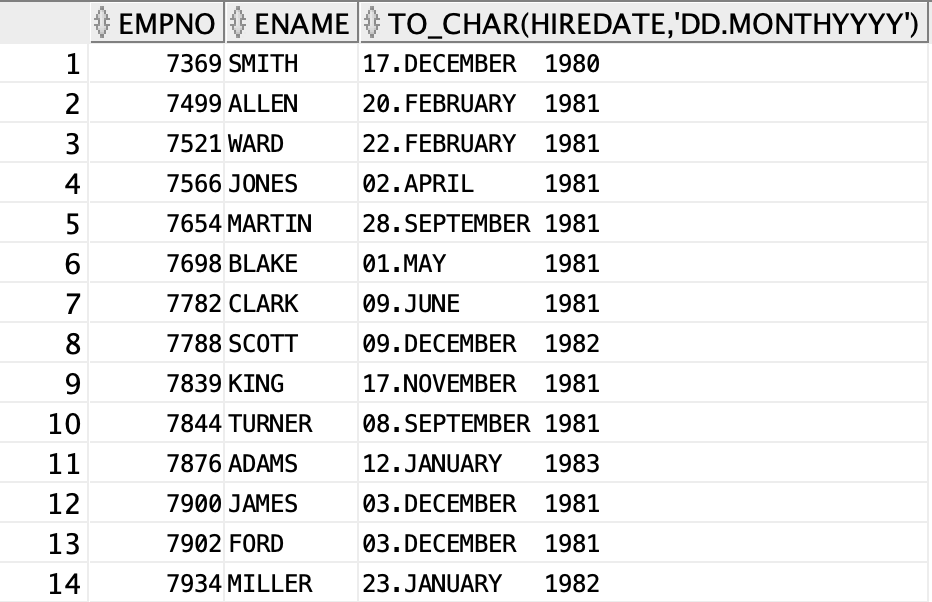 EMPNO ENAME TO_CHAR(HIREDATE,'DD.MONTHYYYY')
1 7369 SMITH 17.DECEMBER  1980
2 7499 ALLEN 20.FEBRUARY  1981
3 7521 WARD 22.FEBRUARY  1981
4 7566 JONES 02.APRIL     1981
5 7654 MARTIN 28.SEPTEMBER 1981
6 7698 BLAKE 01.MAY       1981
7 7782 CLARK 09.JUNE      1981
8 7788 SCOTT 09.DECEMBER  1982
9 7839 KING 17.NOVEMBER  1981
10 7844 TURNER 08.SEPTEMBER 1981
11 7876 ADAMS 12.JANUARY   1983
12 7900 JAMES 03.DECEMBER  1981
13 7902 FORD 03.DECEMBER  1981
14 7934 MILLER 23.JANUARY   1982